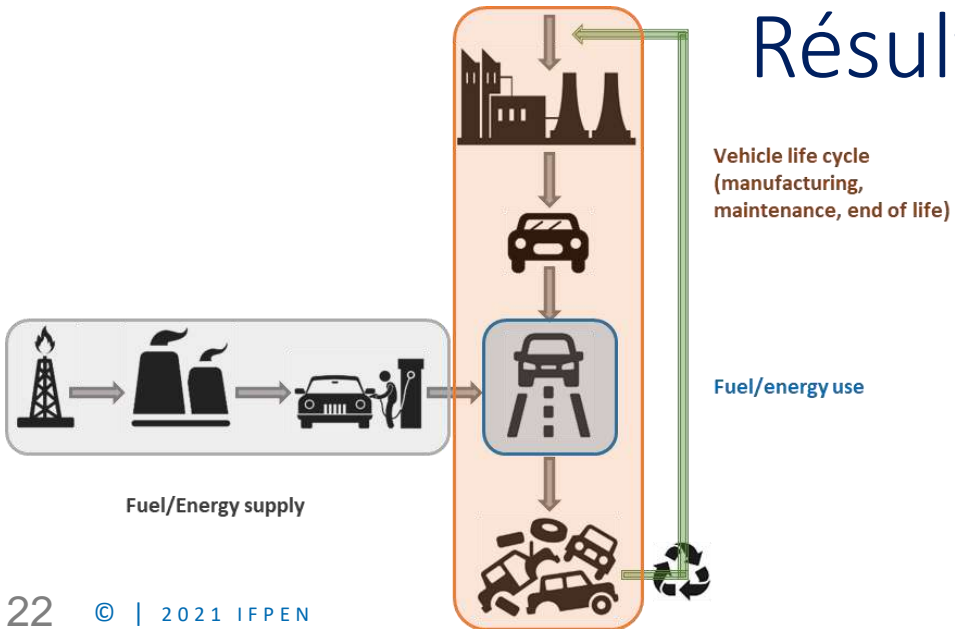 Résul
Vehicle life cycle
(manufacturing,
maintenance, end of life)
Fuel/energy use
Fuel/Energy supply
22 © | 2021 IFPEN